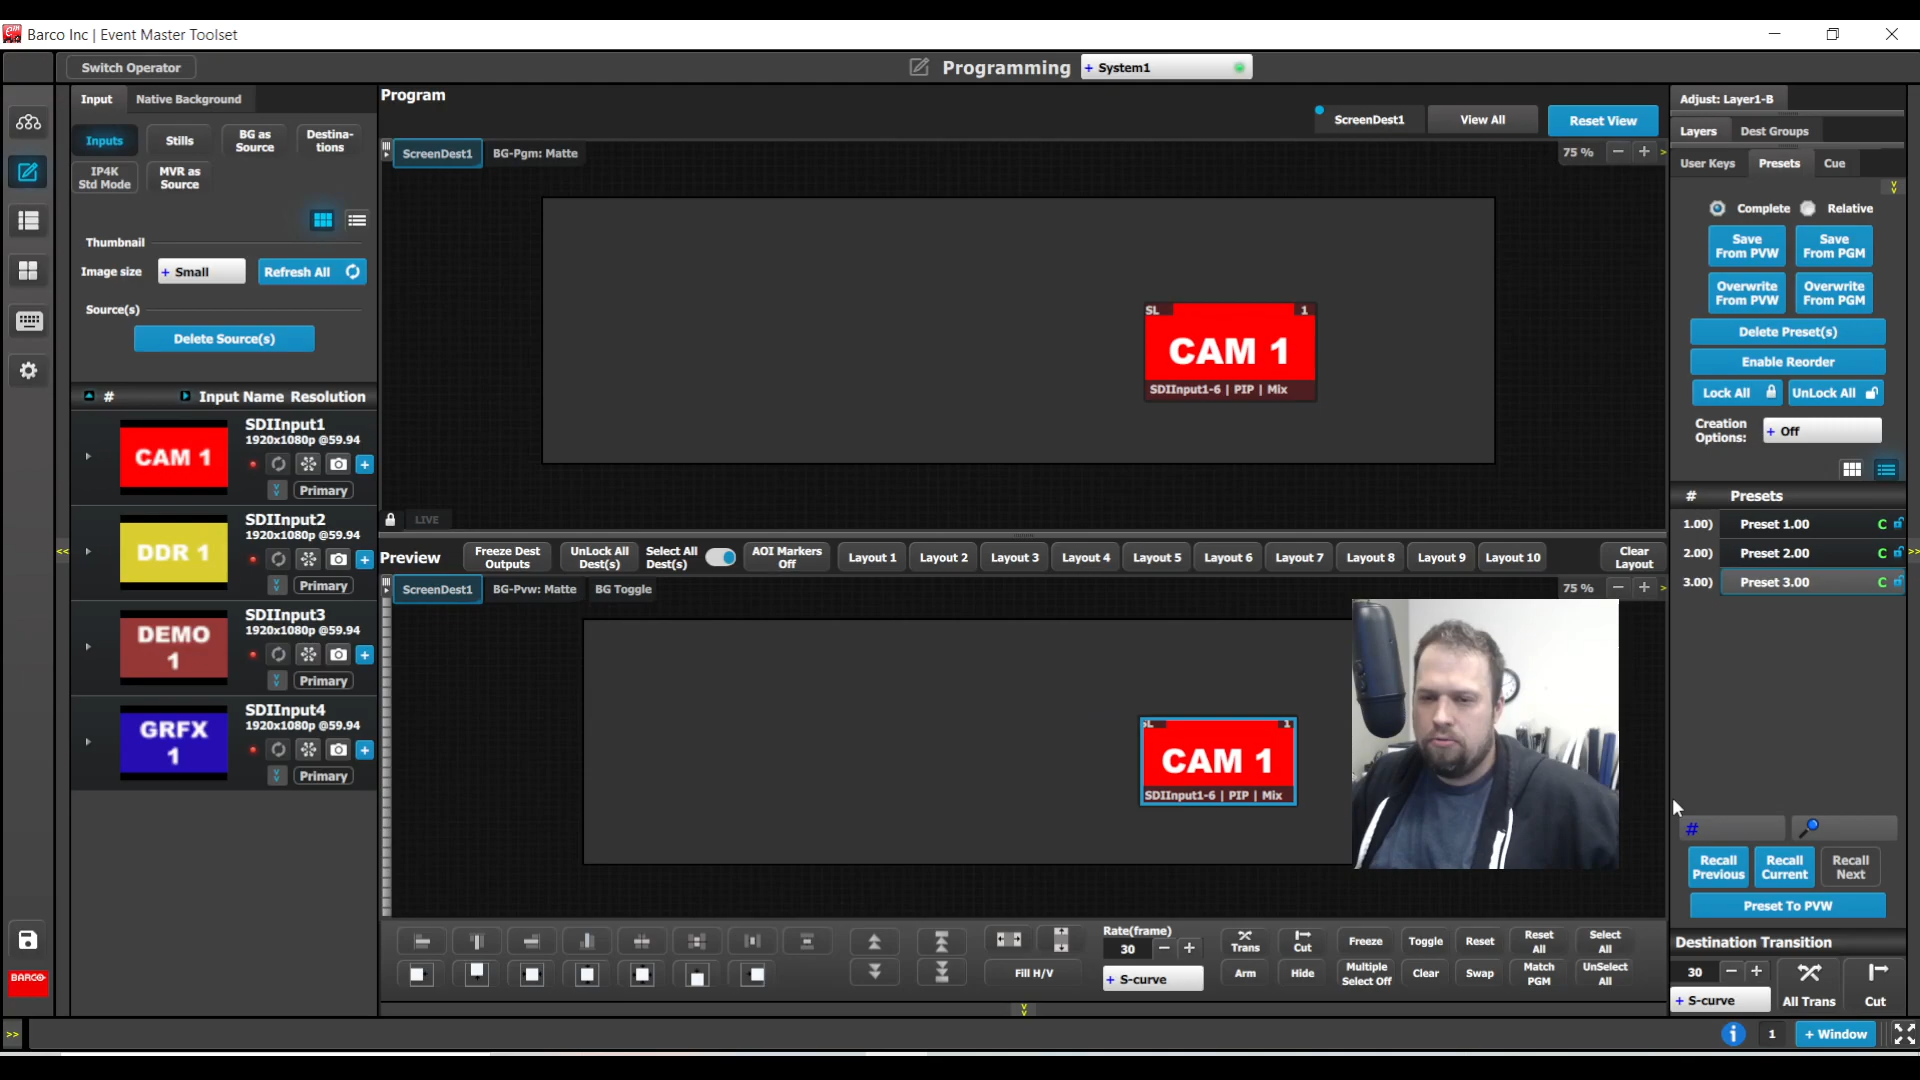 Barco Inc | Event Master Toolset
Switch Operator
Programming
+ System1
Input
Native Background
Inputs
Stills
BG as
Source
Destina-
tions
IP4K
Std Mode
MVR as
Source
Thumbnail
Image size
+ Small
Refresh All
Source(s)
Delete Source(s)
#
Input Name
Resolution
CAM 1
SDIInput1
1920x1080p @59.94
Primary
DDR 1
SDIInput2
1920x1080p @59.94
Primary
DEMO
1
SDIInput3
1920x1080p @59.94
Primary
GRFX
1
SDIInput4
1920x1080p @59.94
Primary
BARCO
Program
ScreenDest1
View All
Reset View
ScreenDest1
BG-Pgm: Matte
75 %
SL
1
CAM 1
SDIInput1-6 | PIP | Mix
LIVE
Preview
Freeze Dest
Outputs
UnLock All
Dest(s)
Select All
Dest(s)
AOI Markers
Off
Layout 1
Layout 2
Layout 3
Layout 4
Layout 5
Layout 6
Layout 7
Layout 8
Layout 9
Layout 10
Clear
Layout
ScreenDest1
BG-Pvw: Matte
BG Toggle
75 %
SL
1
CAM 1
SDIInput1-6 | PIP | Mix
Fill H/V
Rate(frame)
30
+ S-curve
Trans
Cut
Arm
Hide
Freeze
Toggle
Reset
Reset
All
Select
All
Multiple
Select Off
Clear
Swap
Match
PGM
UnSelect
All
Adjust: Layer1-B
Layers
Dest Groups
User Keys
Presets
Cue
Complete
Relative
Save
From PVW
Save
From PGM
Overwrite
From PVW
Overwrite
From PGM
Delete Preset(s)
Enable Reorder
Lock All
UnLock All
Creation
Options:
+ Off
#
Presets
1.00)
Preset 1.00
C
2.00)
Preset 2.00
C
3.00)
Preset 3.00
C
#
Recall
Previous
Recall
Current
Recall
Next
Preset To PVW
Destination Transition
30
+ S-curve
All Trans
Cut
>>
1
+ Window